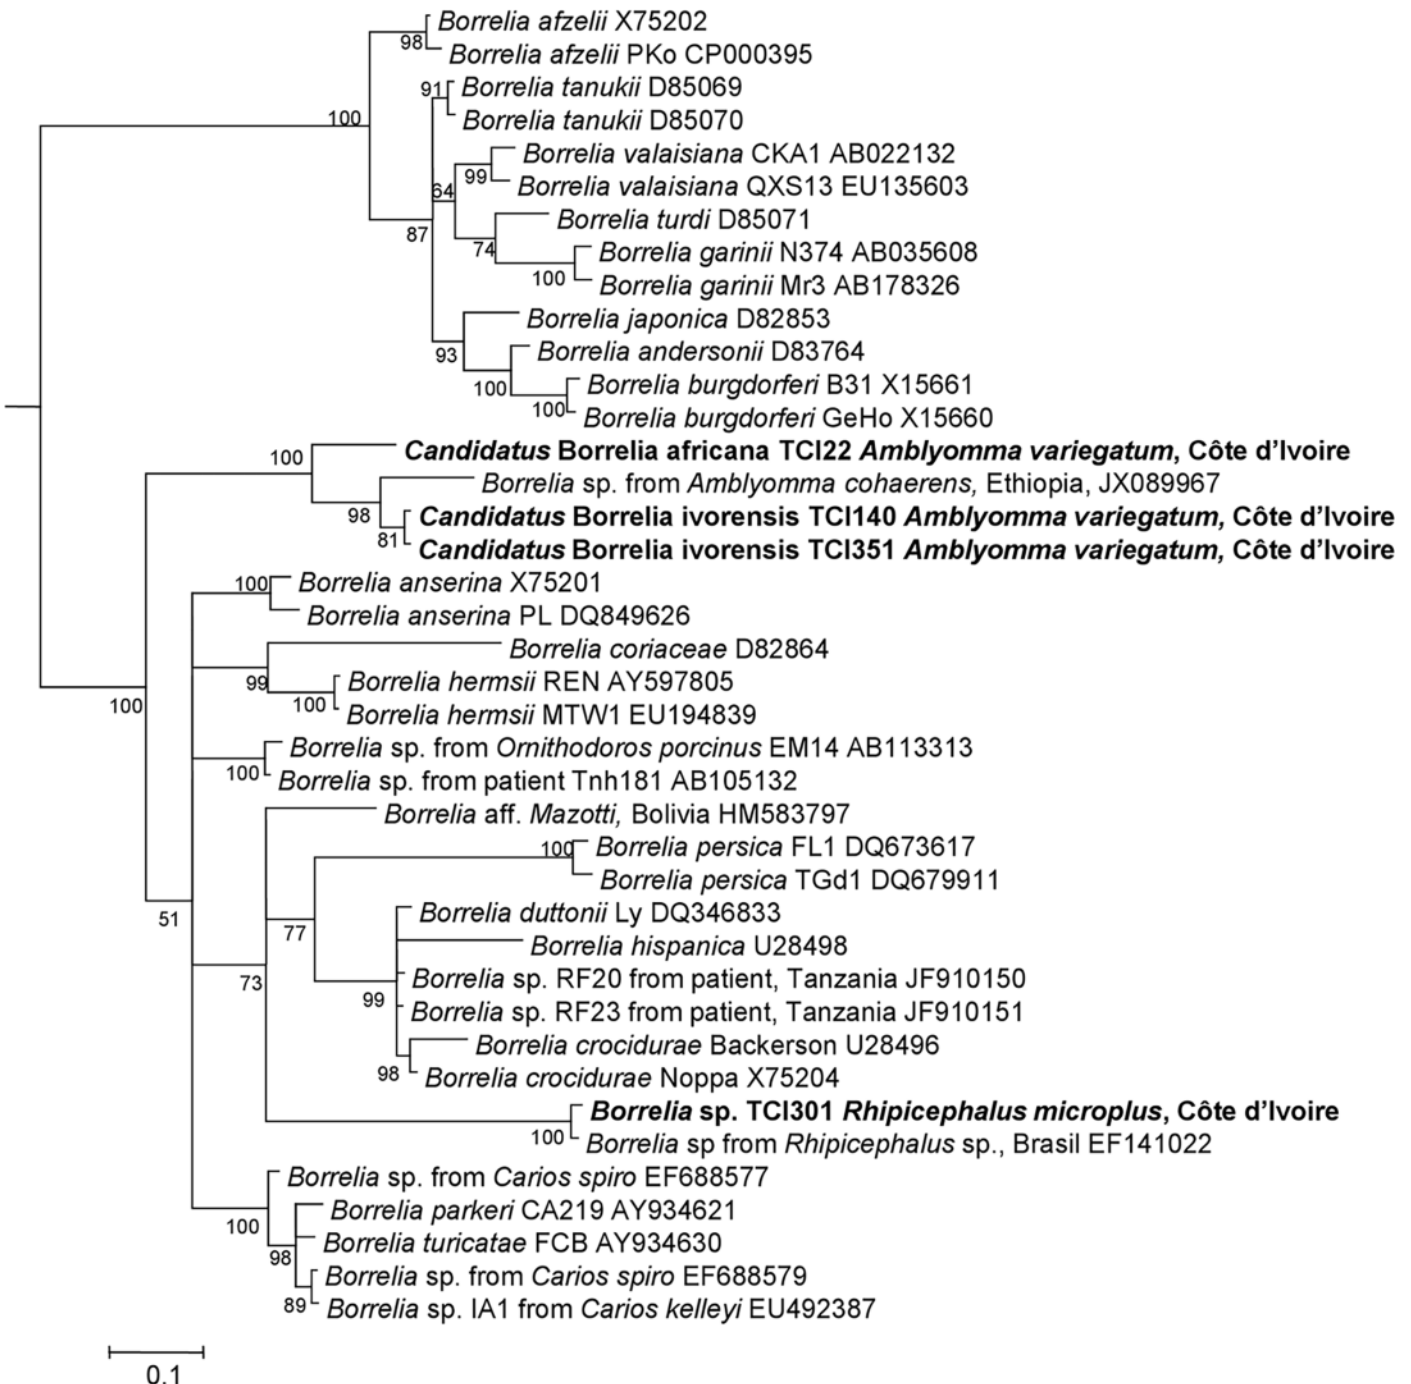 Borrelia afzelii X75202
98
Borrelia afzelii PKo CP000395
91
Borrelia tanukii D85069
100
Borrelia tanukii D85070
Borrelia valaisiana CKA1 AB022132
99
Borrelia valaisiana QXS13 EU135603
64
Borrelia turdi D85071
87
74
Borrelia garinii N374 AB035608
100
Borrelia garinii Mr3 AB178326
Borrelia japonica D82853
93
Borrelia andersonii D83764
100
Borrelia burgdorferi B31 X15661
100
Borrelia burgdorferi GeHo X15660
Candidatus Borrelia africana TCI22 Amblyomma variegatum, Côte d’Ivoire
100
Borrelia sp. from Amblyomma cohaerens, Ethiopia, JX089967
98
Candidatus Borrelia ivorensis TCI140 Amblyomma variegatum, Côte d’Ivoire
81
Candidatus Borrelia ivorensis TCI351 Amblyomma variegatum, Côte d’Ivoire
100
Borrelia anserina X75201
Borrelia anserina PL DQ849626
Borrelia coriaceae D82864
99
Borrelia hermsii REN AY597805
100
100
Borrelia hermsii MTW1 EU194839
Borrelia sp. from Ornithodoros porcinus EM14 AB113313
100
Borrelia sp. from patient Tnh181 AB105132
Borrelia aff. Mazotti, Bolivia HM583797
100
Borrelia persica FL1 DQ673617
Borrelia persica TGd1 DQ679911
51
Borrelia duttonii Ly DQ346833
77
Borrelia hispanica U28498
73
Borrelia sp. RF20 from patient, Tanzania JF910150
99
Borrelia sp. RF23 from patient, Tanzania JF910151
Borrelia crocidurae Backerson U28496
98
Borrelia crocidurae Noppa X75204
Borrelia sp. TCI301 Rhipicephalus microplus, Côte d’Ivoire
100
Borrelia sp from Rhipicephalus sp., Brasil EF141022
Borrelia sp. from Carios spiro EF688577
100
Borrelia parkeri CA219 AY934621
98
Borrelia turicatae FCB AY934630
Borrelia sp. from Carios spiro EF688579
89
Borrelia sp. IA1 from Carios kelleyi EU492387
0.1